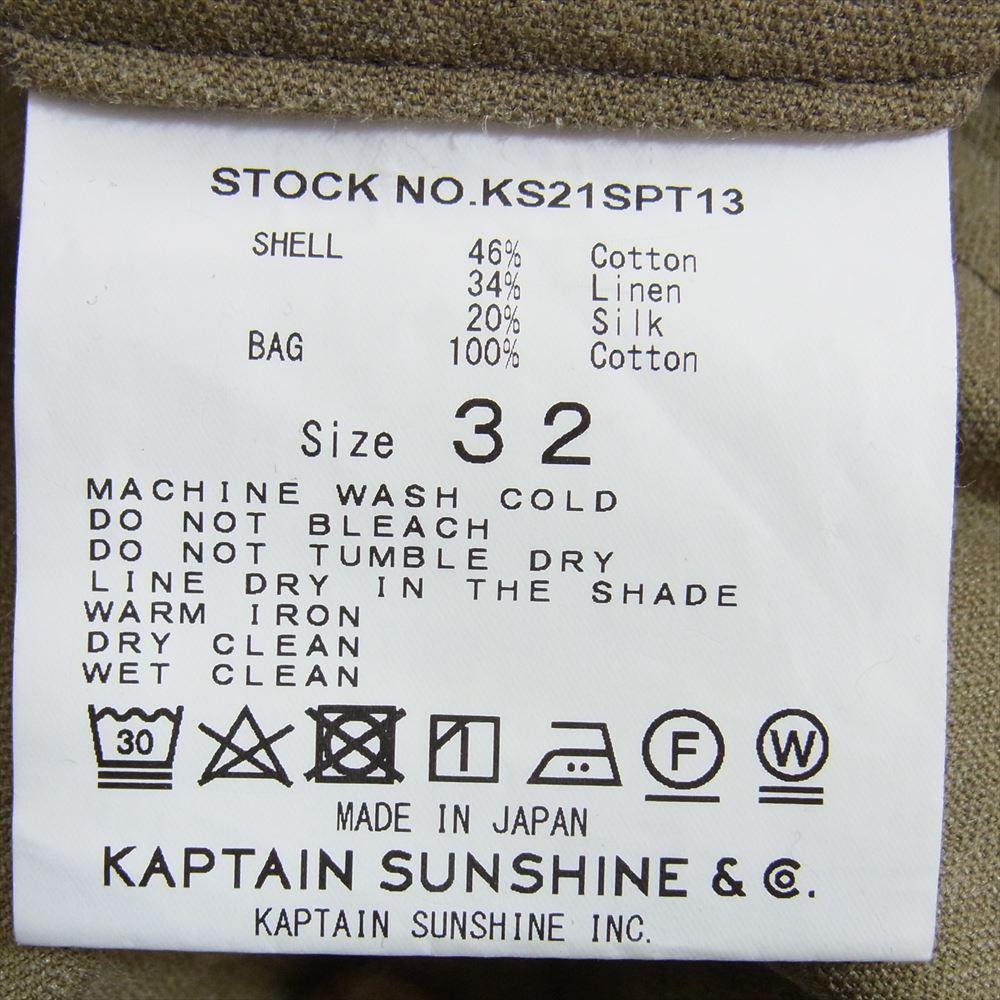 STOCK NO.KS21SPT13
SHELL 46% Cotton
34% Linen
20% Silk
BAG 100% Cotton
Size 32
MACHINE WASH COLD
DO NOT BLEACH
DO NOT TUMBLE DRY
LINE DRY IN THE SHADE
WARM IRON
DRY CLEAN
WET CLEAN
30 F W
MADE IN JAPAN
KAPTAIN SUNSHINE & Co.
KAPTAIN SUNSHINE INC.